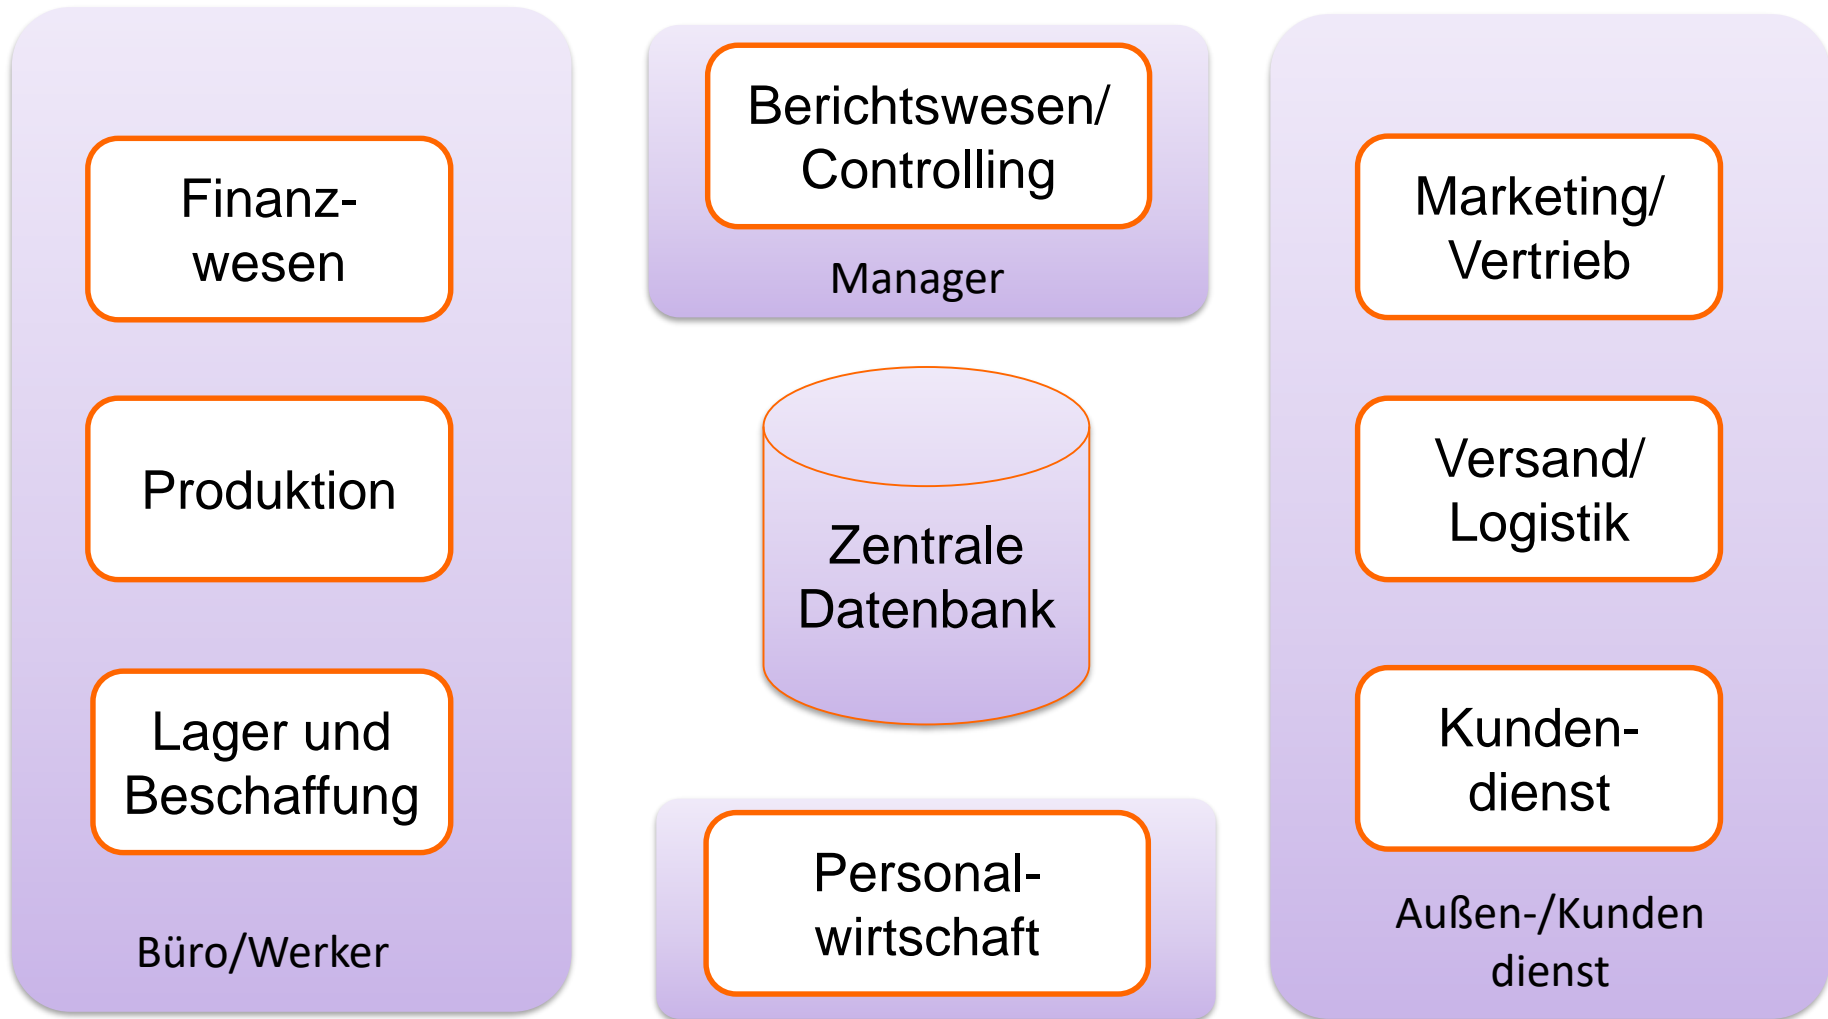 Finanz-
wesen
Produktion
Lager und
Beschaffung
Büro/Werker
Berichtswesen/
Controlling
Manager
Zentrale
Datenbank
Personal-
wirtschaft
Marketing/
Vertrieb
Versand/
Logistik
Kunden-
dienst
Außen-/Kunden
dienst